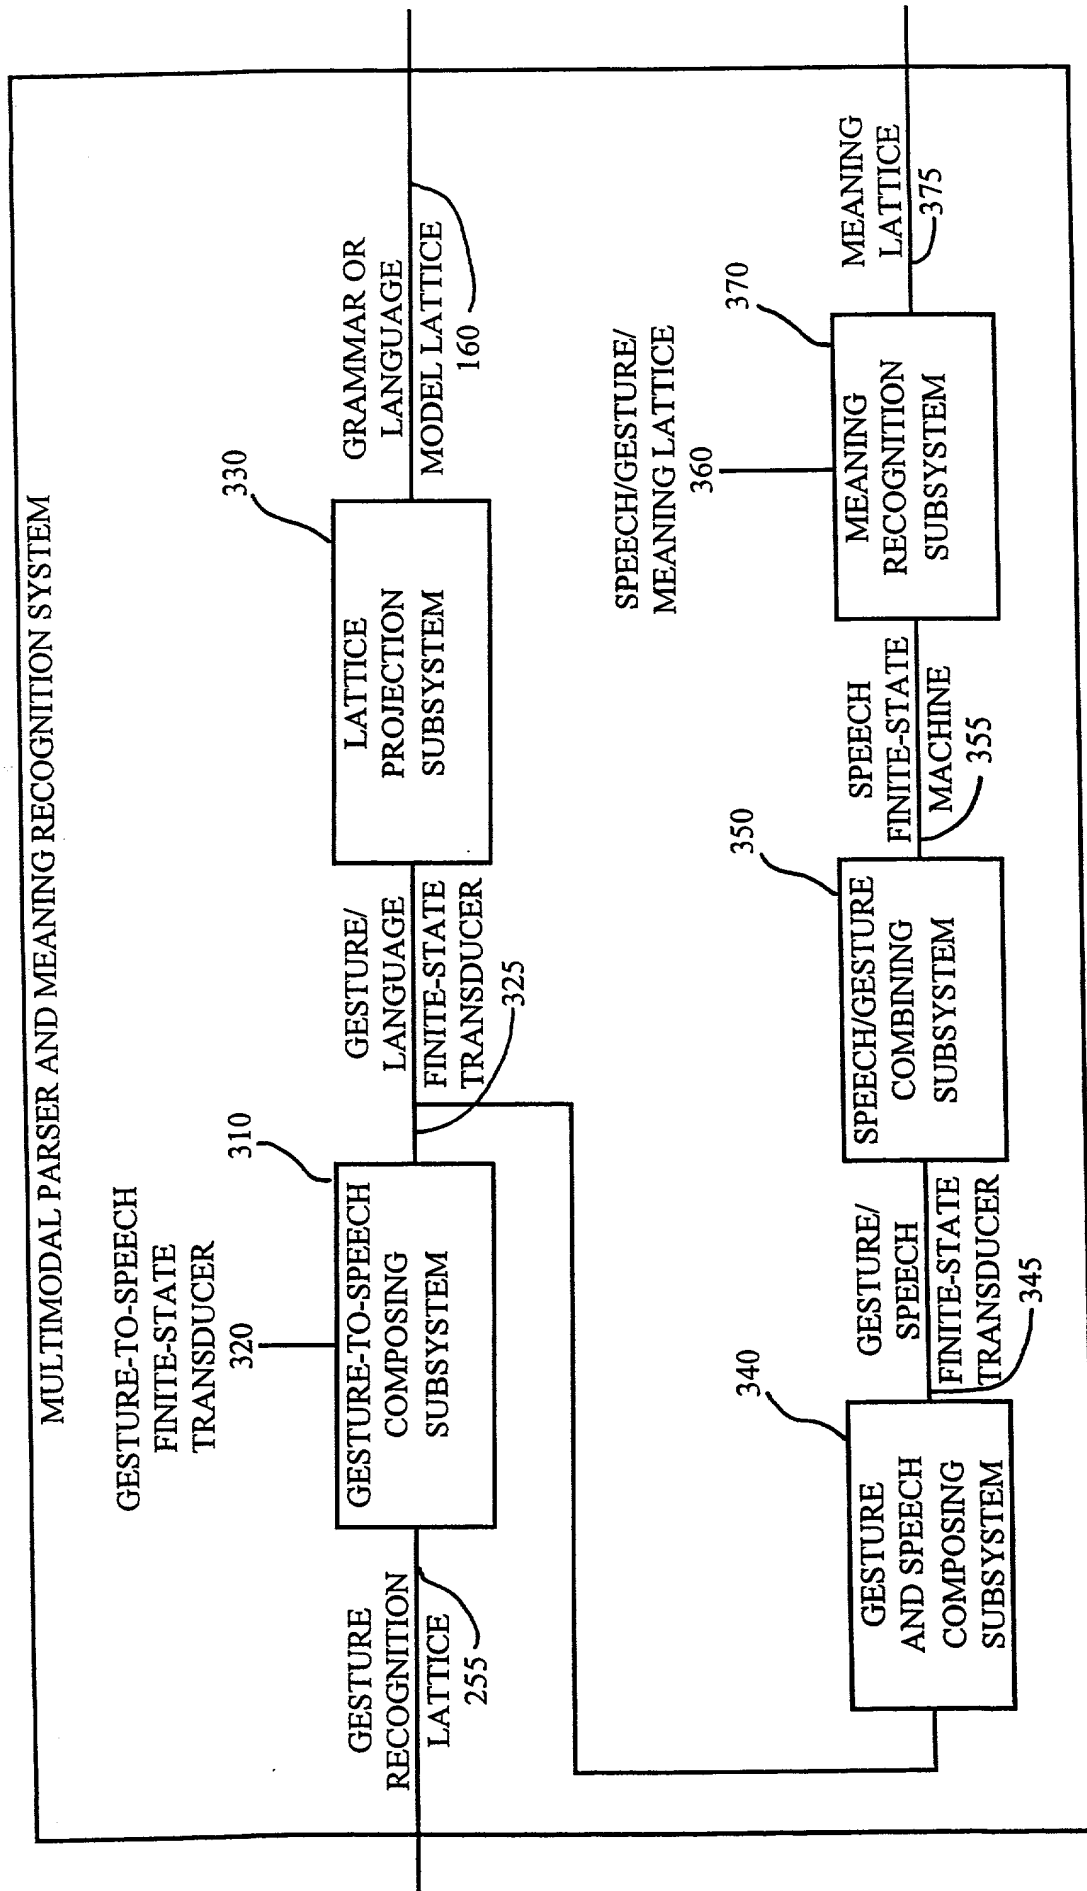 MULTIMODAL PARSER AND MEANING RECOGNITION SYSTEM
GESTURE-TO-SPEECH
FINITE-STATE
TRANSDUCER
320
310
GESTURE-TO-SPEECH
COMPOSING
SUBSYSTEM
GESTURE
RECOGNITION
LATTICE
255
GESTURE/
LANGUAGE
FINITE-STATE
TRANSDUCER
325
330
LATTICE
PROJECTION
SUBSYSTEM
GRAMMAR OR
LANGUAGE
MODEL LATTICE
160
340
GESTURE
AND SPEECH
COMPOSING
SUBSYSTEM
GESTURE/
SPEECH
FINITE-STATE
TRANSDUCER
345
350
SPEECH/GESTURE
COMBINING
SUBSYSTEM
SPEECH
FINITE-STATE
MACHINE
355
SPEECH/GESTURE/
MEANING LATTICE
360
370
MEANING
RECOGNITION
SUBSYSTEM
MEANING
LATTICE
375